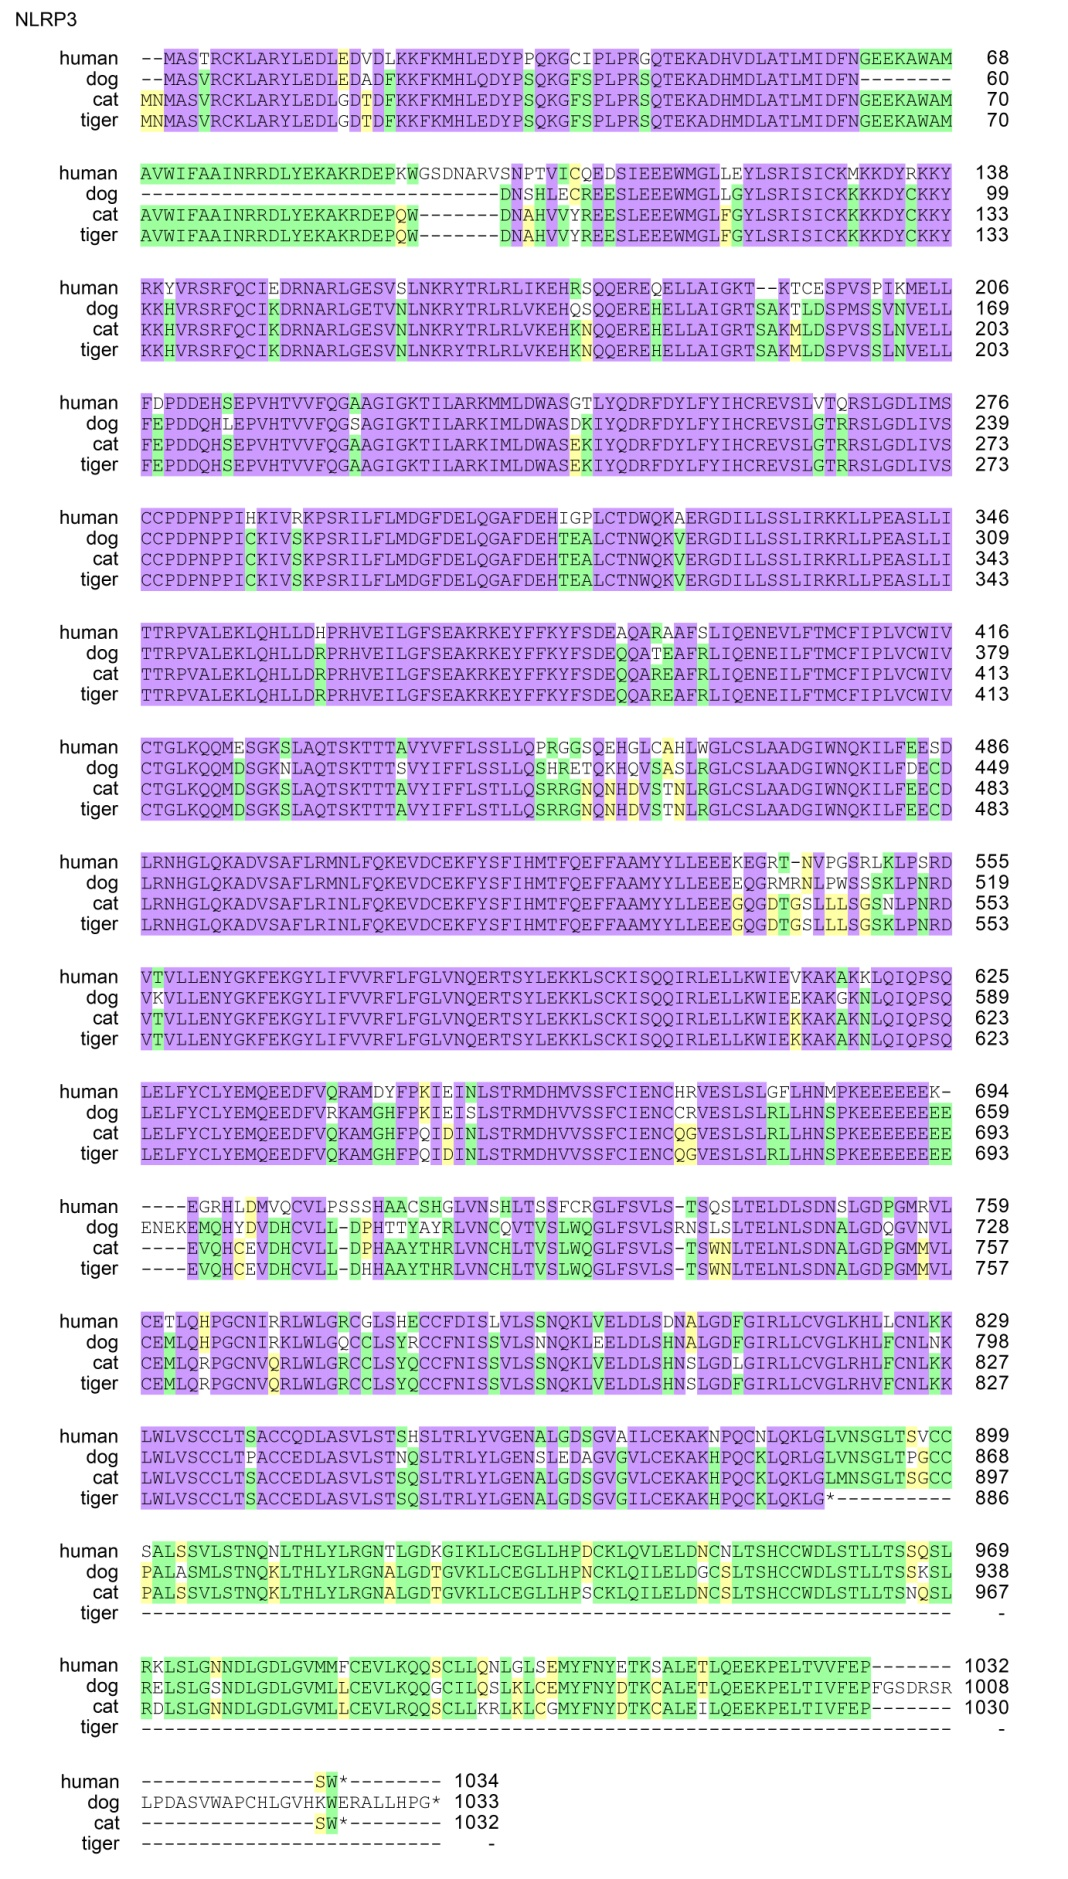 NLRP3
human --MASTRCKLARYLEDLEDVDLKKFKMHLEDYPPQKGCIPLPRGQTEKADHVDLATLMIDFNGEEKAWAM 68
dog --MASVRCKLARYLEDLEDADFKKFKMHLQDYPSQKGFSPLPRSQTEKADHMDLATLMIDFN-------- 60
cat MNMASVRCKLARYLEDLGDTDFKKFKMHLEDYPSQKGFSPLPRSQTEKADHMDLATLMIDFNGEEKAWAM 70
tiger MNMASVRCKLARYLEDLGDTDFKKFKMHLEDYPSQKGFSPLPRSQTEKADHMDLATLMIDFNGEEKAWAM 70
human AVWIFAAINRRDLYEKAKRDEPKWGSDNARVSNPTVICQEDSIEEEWMGLLEYLSRISICKMKKDYRKKY 138
dog -------------------------------DNSHLECREESLEEEWMGLLGYLSRISICKKKKDYCKKY 99
cat AVWIFAAINRRDLYEKAKRDEPQW-------DNAHVVYREESLEEEWMGLFGYLSRISICKKKKDYCKKY 133
tiger AVWIFAAINRRDLYEKAKRDEPQW-------DNAHVVYREESLEEEWMGLFGYLSRISICKKKKDYCKKY 133
human RKYVRSRFQCIEDRNARLGESVSLNKRYTRLRLIKEHRSQQEREQELLAIGKT--KTCESPVSPIKMELL 206
dog KKHVRSRFQCIKDRNARLGETVNLNKRYTRLRLVKEHQSQQEREHELLAIGRTSAKTLDSPMSSVNVELL 169
cat KKHVRSRFQCIKDRNARLGESVNLNKRYTRLRLVKEHKNQQEREHELLAIGRTSAKMLDSPVSSLNVELL 203
tiger KKHVRSRFQCIKDRNARLGESVNLNKRYTRLRLVKEHKNQQEREHELLAIGRTSAKMLDSPVSSLNVELL 203
human FDPDDEHSEPVHTVVFQGAAGIGKTILARKMMLDWASGTLYQDRFDYLFYIHCREVSLVTQRSLGDLIMS 276
dog FEPDDQHLEPVHTVVFQGSAGIGKTILARKIMLDWASDKIYQDRFDYLFYIHCREVSLGTRRSLGDLIVS 239
cat FEPDDQHSEPVHTVVFQGAAGIGKTILARKIMLDWASEKIYQDRFDYLFYIHCREVSLGTRRSLGDLIVS 273
tiger FEPDDQHSEPVHTVVFQGAAGIGKTILARKIMLDWASEKIYQDRFDYLFYIHCREVSLGTRRSLGDLIVS 273
human CCPDPNPPIHKIVRKPSRILFLMDGFDELQGAFDEHIGPLCTDWQKAERGDILLSSLIRKKLLPEASLLI 346
dog CCPDPNPPICKIVSKPSRILFLMDGFDELQGAFDEHTEALCTNWQKVERGDILLSSLIRKRLLPEASLLI 309
cat CCPDPNPPICKIVSKPSRILFLMDGFDELQGAFDEHTEALCTNWQKVERGDILLSSLIRKRLLPEASLLI 343
tiger CCPDPNPPICKIVSKPSRILFLMDGFDELQGAFDEHTEALCTNWQKVERGDILLSSLIRKRLLPEASLLI 343
human TTRPVALEKLQHLLDHPRHVEILGFSEAKRKEYFFKYFSDEAQARAAFSLIQENEVLFTMCFIPLVCWIV 416
dog TTRPVALEKLQHLLDRPRHVEILGFSEAKRKEYFFKYFSDEQQATEAFRLIQENEILFTMCFIPLVCWIV 379
cat TTRPVALEKLQHLLDRPRHVEILGFSEAKRKEYFFKYFSDEQQAREAFRLIQENEILFTMCFIPLVCWIV 413
tiger TTRPVALEKLQHLLDRPRHVEILGFSEAKRKEYFFKYFSDEQQAREAFRLIQENEILFTMCFIPLVCWIV 413
human CTGLKQQMESGKSLAQTSKTTTAVYVFFLSSLLQPRGGSQEHGLCAHLWGLCSLAADGIWNQKILFEESD 486
dog CTGLKQQMDSGKNLAQTSKTTTSVYIFFLSSLLQSHRETQKHQVSASLRGLCSLAADGIWNQKILFDECD 449
cat CTGLKQQMDSGKSLAQTSKTTTAVYIFFLSTLLQSRRGNQNHDVSTNLRGLCSLAADGIWNQKILFEECD 483
tiger CTGLKQQMDSGKSLAQTSKTTTAVYIFFLSTLLQSRRGNQNHDVSTNLRGLCSLAADGIWNQKILFEECD 483
human LRNHGLQKADVSAFLRMNLFQKEVDCEKFYSFIHMTFQEFFAAMYYLLEEEKEGRT-NVPGSRLKLPSRD 555
dog LRNHGLQKADVSAFLRMNLFQKEVDCEKFYSFIHMTFQEFFAAMYYLLEEEEQGRMRNLPWSSSKLPNRD 519
cat LRNHGLQKADVSAFLRINLFQKEVDCEKFYSFIHMTFQEFFAAMYYLLEEEGQGDTGSLLLSGSNLPNRD 553
tiger LRNHGLQKADVSAFLRINLFQKEVDCEKFYSFIHMTFQEFFAAMYYLLEEEGQGDTGSLLLSGSKLPNRD 553
human VTVLLENYGKFEKGYLIFVVRFLFGLVNQERTSYLEKKLSCKISQQIRLELLKWIEVKAKAKKLQIQPSQ 625
dog VKVLLENYGKFEKGYLIFVVRFLFGLVNQERTSYLEKKLSCKISQQIRLELLKWIEEKAKGKNLQIQPSQ 589
cat VTVLLENYGKFEKGYLIFVVRFLFGLVNQERTSYLEKKLSCKISQQIRLELLKWIEKKAKAKNLQIQPSQ 623
tiger VTVLLENYGKFEKGYLIFVVRFLFGLVNQERTSYLEKKLSCKISQQIRLELLKWIEKKAKAKNLQIQPSQ 623
human LELFYCLYEMQEEDFVQRAMDYFPKIEINLSTRMDHMVSSFCIENCHRVESLSLGFLHNMPKEEEEEEK- 694
dog LELFYCLYEMQEEDFVRKAMGHFPKIEISLSTRMDHVVSSFCIENCCRVESLSLRLLHNSPKEEEEEEEE 659
cat LELFYCLYEMQEEDFVQKAMGHFPQIDINLSTRMDHVVSSFCIENCQGVESLSLRLLHNSPKEEEEEEEE 693
tiger LELFYCLYEMQEEDFVQKAMGHFPQIDINLSTRMDHVVSSFCIENCQGVESLSLRLLHNSPKEEEEEEEE 693
human ----EGRHLDMVQCVLPSSSHAACSHGLVNSHLTSSFCRGLFSVLS-TSQSLTELDLSDNSLGDPGMRVL 759
dog ENEKEMQHYDVDHCVLL-DPHTTYAYRLVNCQVTVSLWQGLFSVLSRNSLSLTELNLSDNALGDQGVNVL 728
cat ----EVQHCEVDHCVLL-DPHAAYTHRLVNCHLTVSLWQGLFSVLS-TSWNLTELNLSDNALGDPGMMVL 757
tiger ----EVQHCEVDHCVLL-DHHAAYTHRLVNCHLTVSLWQGLFSVLS-TSWNLTELNLSDNALGDPGMMVL 757
human CETLQHPGCNIRRLWLGRCGLSHECCFDISLVLSSNQKLVELDLSDNALGDFGIRLLCVGLKHLLCNLKK 829
dog CEMLQHPGCNIRKLWLGQCCLSYRCCFNISSVLSNNQKLEELDLSHNALGDFGIRLLCVGLKHLFCNLNK 798
cat CEMLQRPGCNVQRLWLGRCCLSYQCCFNISSVLSSNQKLVELDLSHNSLGDLGIRLLCVGLRHLFCNLKK 827
tiger CEMLQRPGCNVQRLWLGRCCLSYQCCFNISSVLSSNQKLVELDLSHNSLGDFGIRLLCVGLRHVFCNLKK 827
human LWLVSCCLTSACCQDLASVLSTSHSLTRLYVGENALGDSGVAILCEKAKNPQCNLQKLGLVNSGLTSVCC 899
dog LWLVSCCLTPACCEDLASVLSTNQSLTRLYLGENSLEDAGVGVLCEKAKHPQCKLQRLGLVNSGLTPGCC 868
cat LWLVSCCLTSACCEDLASVLSTSQSLTRLYLGENALGDSGVGVLCEKAKHPQCKLQKLGLMNSGLTSGCC 897
tiger LWLVSCCLTSACCEDLASVLSTSQSLTRLYLGENALGDSGVGILCEKAKHPQCKLQKLG*---------- 886
human SALSSVLSTNQNLTHLYLRGNTLGDKGIKLLCEGLLHPDCKLQVLELDNCNLTSHCCWDLSTLLTSSQSL 969
dog PALASMLSTNQKLTHLYLRGNALGDTGVKLLCEGLLHPNCKLQILELDGCSLTSHCCWDLSTLLTSSKSL 938
cat PALSSVLSTNQKLTHLYLRGNALGDTGVKLLCEGLLHPSCKLQILELDNCSLTSHCCWDLSTLLTSNQSL 967
tiger ---------------------------------------------------------------------- -
human RKLSLGNNDLGDLGVMMFCEVLKQQSCLLQNLGLSEMYFNYETKSALETLQEEKPELTVVFEP------- 1032
dog RELSLGSNDLGDLGVMLLCEVLKQQGCILQSLKLCEMYFNYDTKCALETLQEEKPELTIVFEPFGSDRSR 1008
cat RDLSLGNNDLGDLGVMLLCEVLRQQSCLLKRLKLCGMYFNYDTKCALEILQEEKPELTIVFEP------- 1030
tiger ---------------------------------------------------------------------- -
human ---------------SW*-------- 1034
dog LPDASVWAPCHLGVHKWERALLHPG* 1033
cat ---------------SW*-------- 1032
tiger -------------------------- -